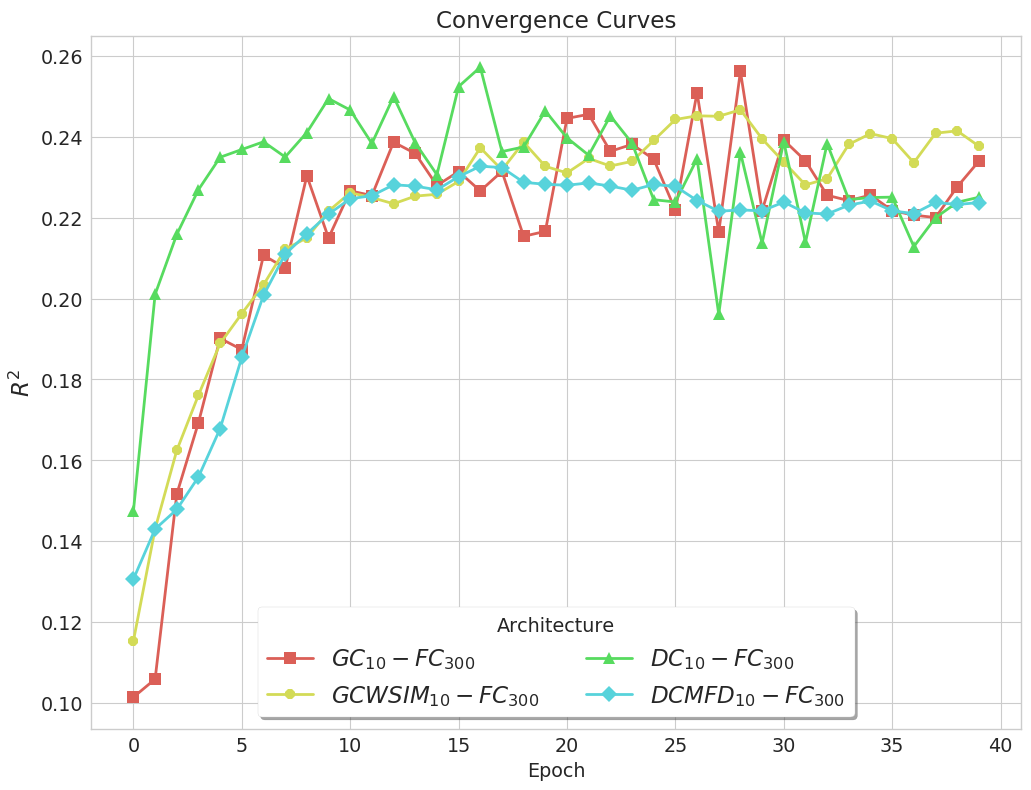 Convergence Curves
0.26
0.24
0.22
0.20
0.18
0.16
0.14
0.12
0.10
R²
Architecture
GC₁₀ − FC₃₀₀
GCWSIM₁₀ − FC₃₀₀
DC₁₀ − FC₃₀₀
DCMFD₁₀ − FC₃₀₀
0 5 10 15 20 25 30 35 40
Epoch